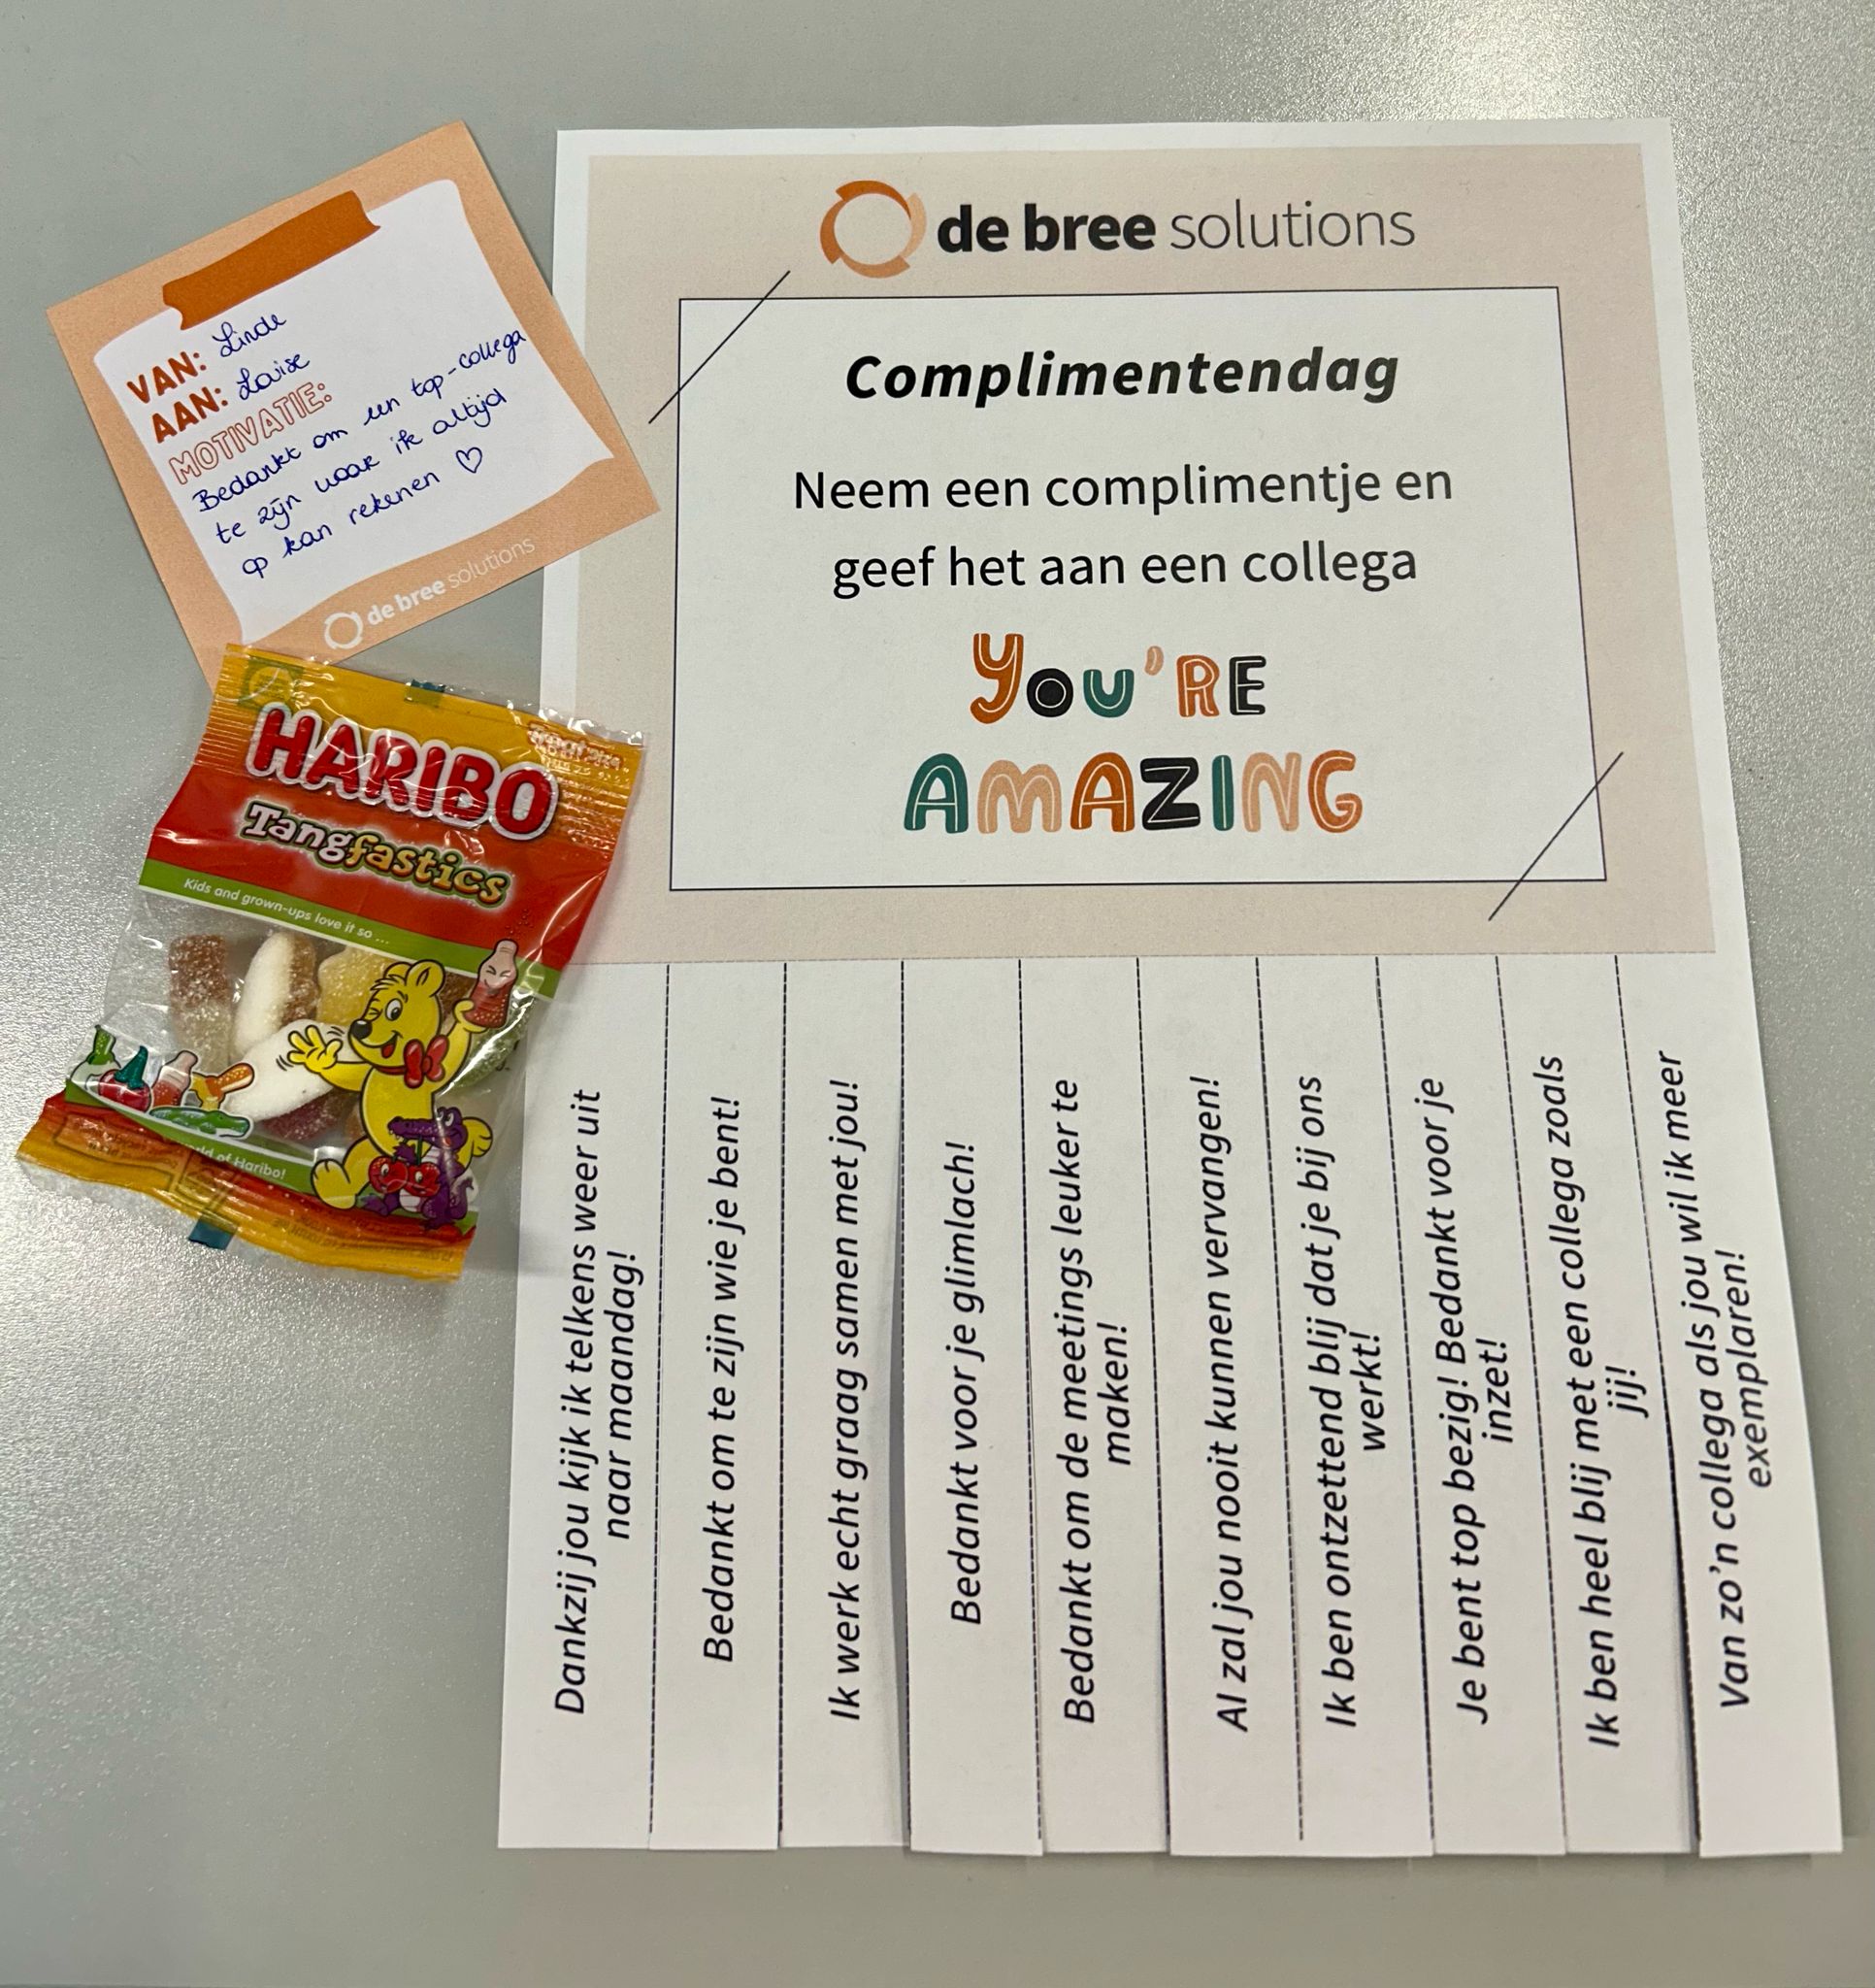 VAN: Linde
AAN: Loise
MOTIVATIE:
Bedankt om een top-collega
te zijn waar ik altijd
op kan rekenen ♡
de bree solutions
HARIBO
Tangfastics
Kids and grown-ups love it so ...
of Haribo!
de bree solutions
Complimentendag
Neem een complimentje en
geef het aan een collega
YOU'RE
AMAZING
Dankzij jou kijk ik telkens weer uit
naar maandag!
Bedankt om te zijn wie je bent!
Ik werk echt graag samen met jou!
Bedankt voor je glimlach!
Bedankt om de meetings leuker te
maken!
Al zal jou nooit kunnen vervangen!
Ik ben ontzettend blij dat je bij ons
werkt!
Je bent top bezig! Bedankt voor je
inzet!
Ik ben heel blij met een collega zoals
jij!
Van zo'n collega als jou wil ik meer
exemplaren!